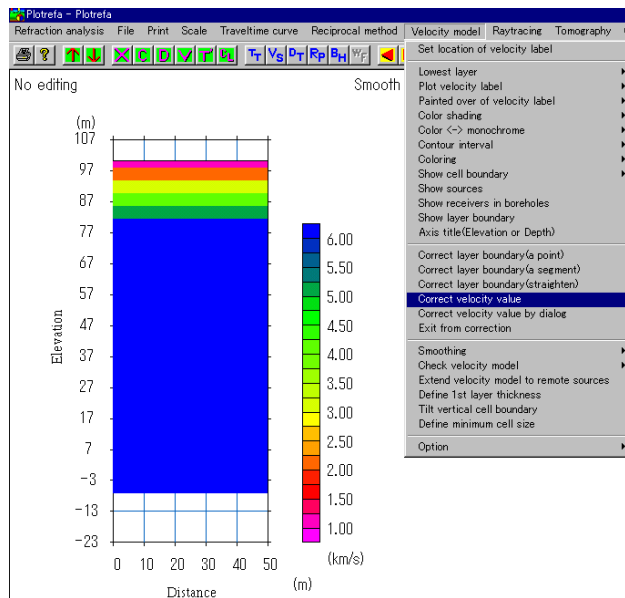 Plotrefa - Plotrefa
Refraction analysis File Print Scale Traveltime curve Reciprocal method Velocity model Raytracing Tomography
? X C D V T TT VS DT RP BH WF
No editing
Smooth
Set location of velocity label
Lowest layer
Plot velocity label
Painted over of velocity label
Color shading
Color <-> monochrome
Contour interval
Coloring
Show cell boundary
Show sources
Show receivers in boreholes
Show layer boundary
Axis title(Elevation or Depth)
Correct layer boundary(a point)
Correct layer boundary(a segment)
Correct layer boundary(straighten)
Correct velocity value
Correct velocity value by dialog
Exit from correction
Smoothing
Check velocity model
Extend velocity model to remote sources
Define 1st layer thickness
Tilt vertical cell boundary
Define minimum cell size
Option
(m)
107
97
87
77
67
57
47
37
27
17
7
-3
-13
-23
Elevation
0 10 20 30 40 50
(m)
Distance
6.00
5.50
5.00
4.50
4.00
3.50
3.00
2.50
2.00
1.50
1.00
(km/s)